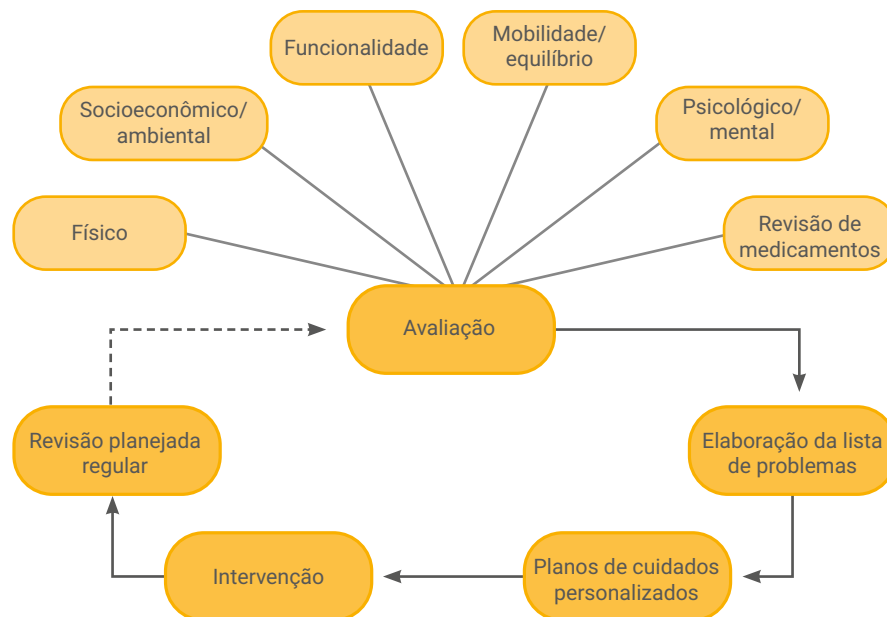 Funcionalidade
Mobilidade/
equilíbrio
Socioeconômico/
ambiental
Psicológico/
mental
Físico
Revisão de
medicamentos
Avaliação
Revisão planejada
regular
Elaboração da lista
de problemas
Intervenção
Planos de cuidados
personalizados